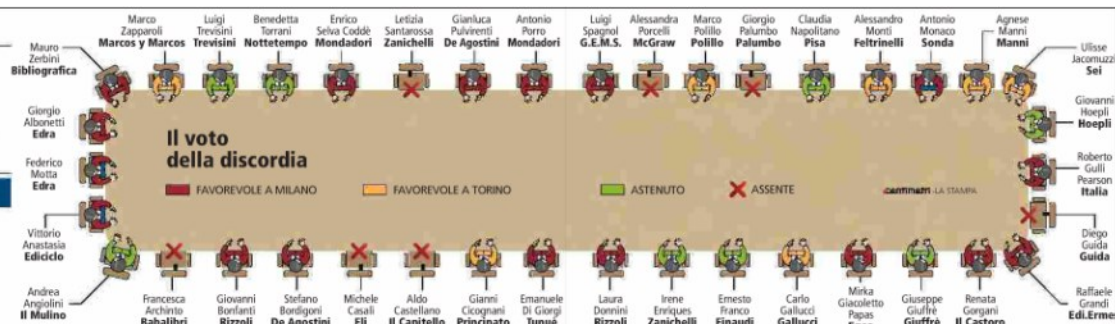 Marco
Zapparoli
Marcos y Marcos
Luigi
Trevisini
Trevisini
Benedetta
Torrani
Nottetempo
Enrico
Selva Coddè
Mondadori
Letizia
Santarossa
Zanichelli
Gianluca
Pulvirenti
De Agostini
Antonio
Porro
Mondadori
Luigi
Spagnol
G.E.M.S.
Alessandra
Porcelli
McGraw
Marco
Polillo
Polillo
Giorgio
Palumbo
Palumbo
Claudia
Napolitano
Pisa
Alessandro
Monti
Feltrinelli
Antonio
Monaco
Sonda
Agnese
Manni
Manni
Ulisse
Jacomuzzi
Sei
Giovanni
Hoepli
Hoepli
Roberto
Gulli
Pearson
Italia
Diego
Guida
Guida
Raffaele
Grandi
Edi.Erme
Mauro
Zerbini
Bibliografica
Giorgio
Albonetti
Edra
Federico
Motta
Edra
Vittorio
Anastasia
Ediciclo
Andrea
Angiolini
Il Mulino
Il voto
della discordia
FAVOREVOLE A MILANO
FAVOREVOLE A TORINO
ASTENUTO
ASSENTE
centimetri - LA STAMPA
Francesca
Archinto
Babalibri
Giovanni
Bonfanti
Rizzoli
Stefano
Bordigoni
De Agostini
Michele
Casali
Eli
Aldo
Castellano
Il Capitello
Gianni
Cicognani
Principato
Emanuele
Di Giorgi
Tunué
Laura
Donnini
Rizzoli
Irene
Enriques
Zanichelli
Ernesto
Franco
Einaudi
Carlo
Gallucci
Gallucci
Mirka
Giacoletto
Papas
Giuseppe
Giuffrè
Giuffrè
Renata
Gorgani
Il Castoro